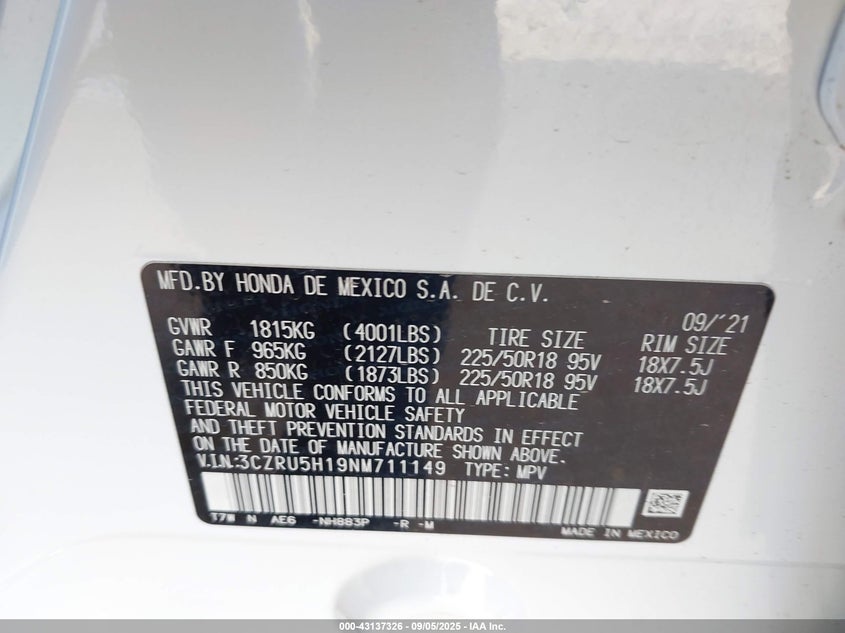 MFD. BY HONDA DE MEXICO S.A. DE C.V.
09/'21
GVWR 1815KG (4001LBS) TIRE SIZE RIM SIZE
GAWR F 965KG (2127LBS) 225/50R18 95V 18X7.5J
GAWR R 850KG (1873LBS) 225/50R18 95V 18X7.5J
THIS VEHICLE CONFORMS TO ALL APPLICABLE
FEDERAL MOTOR VEHICLE SAFETY
AND THEFT PREVENTION STANDARDS IN EFFECT
ON THE DATE OF MANUFACTURE SHOWN ABOVE.
V.I.N:3CZRU5H19NM711149 TYPE: MPV
T7W N AE6 -NH883P -R -M
MADE IN MEXICO
000-43137326 - 09/05/2025 - IAA Inc.